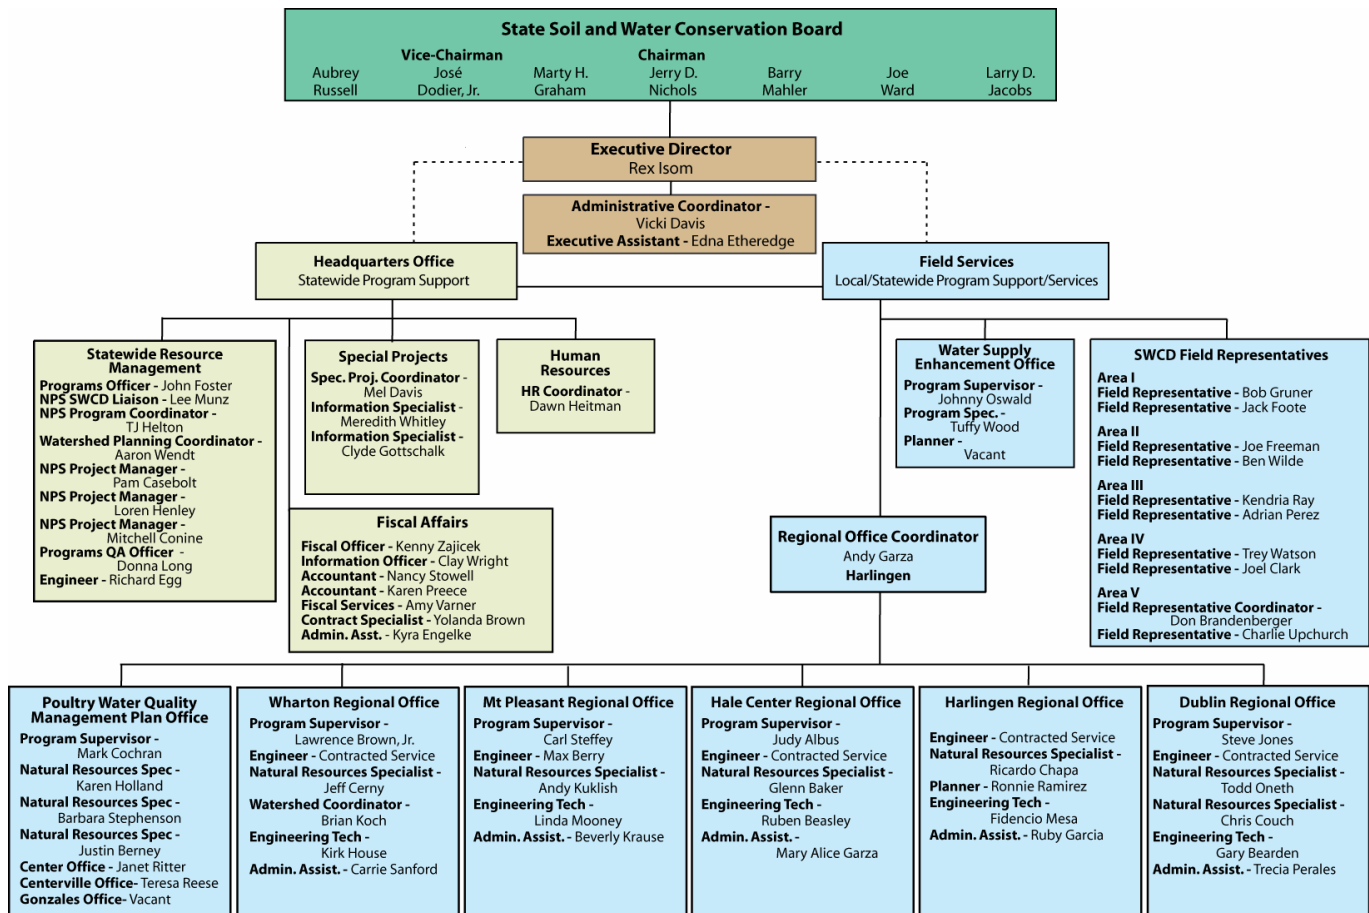 State Soil and Water Conservation Board
Vice-Chairman
Chairman
Aubrey
Russell
José
Dodier, Jr.
Marty H.
Graham
Jerry D.
Nichols
Barry
Mahler
Joe
Ward
Larry D.
Jacobs
Executive Director
Rex Isom
Administrative Coordinator -
Vicki Davis
Executive Assistant - Edna Etheredge
Headquarters Office
Statewide Program Support
Field Services
Local/Statewide Program Support/Services
Statewide Resource
Management
Programs Officer - John Foster
NPS SWCD Liaison - Lee Munz
NPS Program Coordinator -
TJ Helton
Watershed Planning Coordinator -
Aaron Wendt
NPS Project Manager -
Pam Casebolt
NPS Project Manager -
Loren Henley
NPS Project Manager -
Mitchell Conine
Programs QA Officer -
Donna Long
Engineer - Richard Egg
Special Projects
Spec. Proj. Coordinator -
Mel Davis
Information Specialist -
Meredith Whitley
Information Specialist -
Clyde Gottschalk
Human
Resources
HR Coordinator -
Dawn Heitman
Fiscal Affairs
Fiscal Officer - Kenny Zajicek
Information Officer - Clay Wright
Accountant - Nancy Stowell
Accountant - Karen Preece
Fiscal Services - Amy Varner
Contract Specialist - Yolanda Brown
Admin. Asst. - Kyra Engelke
Water Supply
Enhancement Office
Program Supervisor -
Johnny Oswald
Program Spec. -
Tuffy Wood
Planner -
Vacant
SWCD Field Representatives
Area I
Field Representative - Bob Gruner
Field Representative - Jack Foote
Area II
Field Representative - Joe Freeman
Field Representative - Ben Wilde
Area III
Field Representative - Kendria Ray
Field Representative - Adrian Perez
Area IV
Field Representative - Trey Watson
Field Representative - Joel Clark
Area V
Field Representative Coordinator -
Don Brandenberger
Field Representative - Charlie Upchurch
Regional Office Coordinator
Andy Garza
Harlingen
Poultry Water Quality
Management Plan Office
Program Supervisor -
Mark Cochran
Natural Resources Spec -
Karen Holland
Natural Resources Spec -
Barbara Stephenson
Natural Resources Spec -
Justin Berney
Center Office - Janet Ritter
Centerville Office- Teresa Reese
Gonzales Office- Vacant
Wharton Regional Office
Program Supervisor -
Lawrence Brown, Jr.
Engineer - Contracted Service
Natural Resources Specialist -
Jeff Cerny
Watershed Coordinator -
Brian Koch
Engineering Tech -
Kirk House
Admin. Assist. - Carrie Sanford
Mt Pleasant Regional Office
Program Supervisor -
Carl Steffey
Engineer - Max Berry
Natural Resources Specialist -
Andy Kuklish
Engineering Tech -
Linda Mooney
Admin. Assist. - Beverly Krause
Hale Center Regional Office
Program Supervisor -
Judy Albus
Engineer - Contracted Service
Natural Resources Specialist -
Glenn Baker
Engineering Tech -
Ruben Beasley
Admin. Assist. -
Mary Alice Garza
Harlingen Regional Office
Engineer - Contracted Service
Natural Resources Specialist -
Ricardo Chapa
Planner - Ronnie Ramirez
Engineering Tech -
Fidencio Mesa
Admin. Assist. - Ruby Garcia
Dublin Regional Office
Program Supervisor -
Steve Jones
Engineer - Contracted Service
Natural Resources Specialist -
Todd Oneth
Natural Resources Specialist -
Chris Couch
Engineering Tech -
Gary Bearden
Admin. Assist. - Trecia Perales